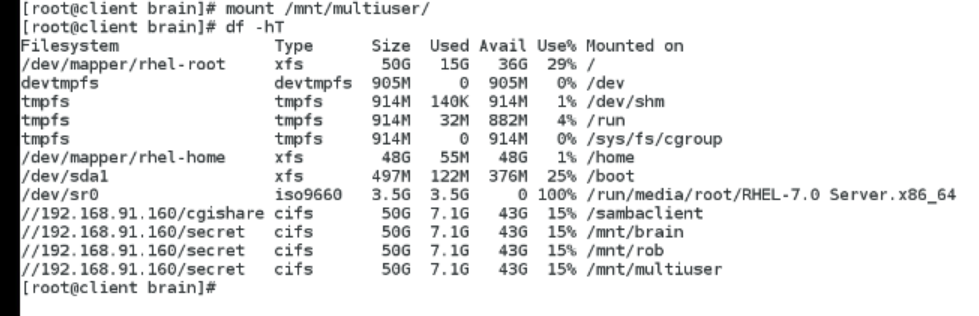 [root@client brain]# mount /mnt/multiuser/
[root@client brain]# df -hT
Filesystem                Type      Size  Used Avail Use% Mounted on
/dev/mapper/rhel-root     xfs        50G   15G   36G  29% /
devtmpfs                  devtmpfs  905M     0  905M   0% /dev
tmpfs                     tmpfs     914M  140K  914M   1% /dev/shm
tmpfs                     tmpfs     914M   32M  882M   4% /run
tmpfs                     tmpfs     914M     0  914M   0% /sys/fs/cgroup
/dev/mapper/rhel-home     xfs        48G   55M   48G   1% /home
/dev/sda1                 xfs       497M  122M  376M  25% /boot
/dev/sr0                  iso9660   3.5G  3.5G     0 100% /run/media/root/RHEL-7.0 Server.x86_64
//192.168.91.160/cgishare cifs       50G  7.1G   43G  15% /sambaclient
//192.168.91.160/secret   cifs       50G  7.1G   43G  15% /mnt/brain
//192.168.91.160/secret   cifs       50G  7.1G   43G  15% /mnt/rob
//192.168.91.160/secret   cifs       50G  7.1G   43G  15% /mnt/multiuser
[root@client brain]#